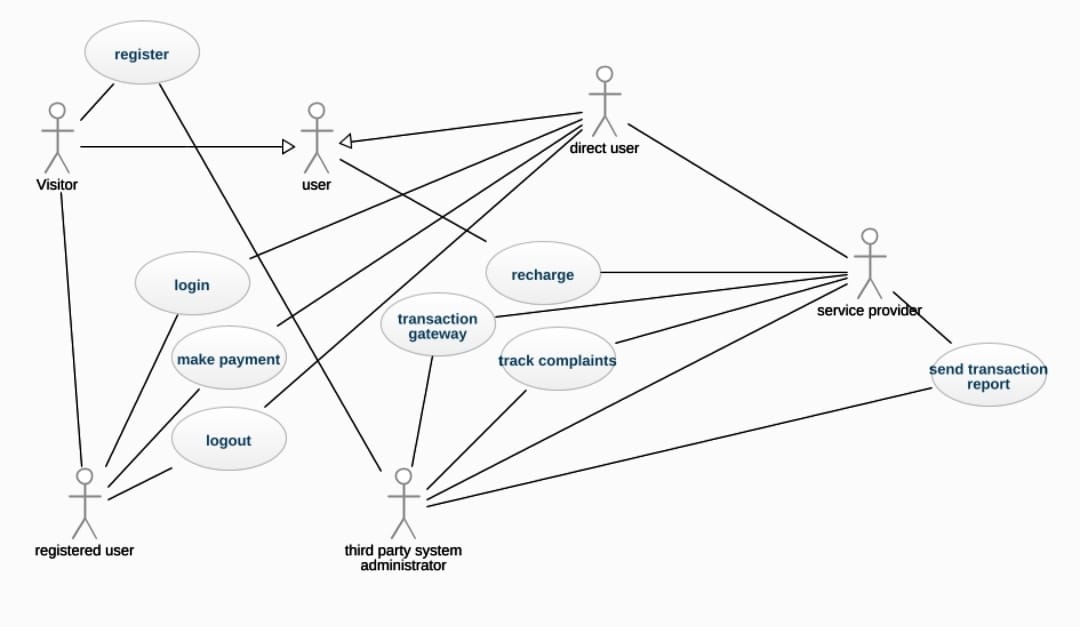 register
Visitor
user
direct user
login
recharge
service provider
transaction
gateway
make payment
track complaints
send transaction
report
logout
registered user
third party system
administrator